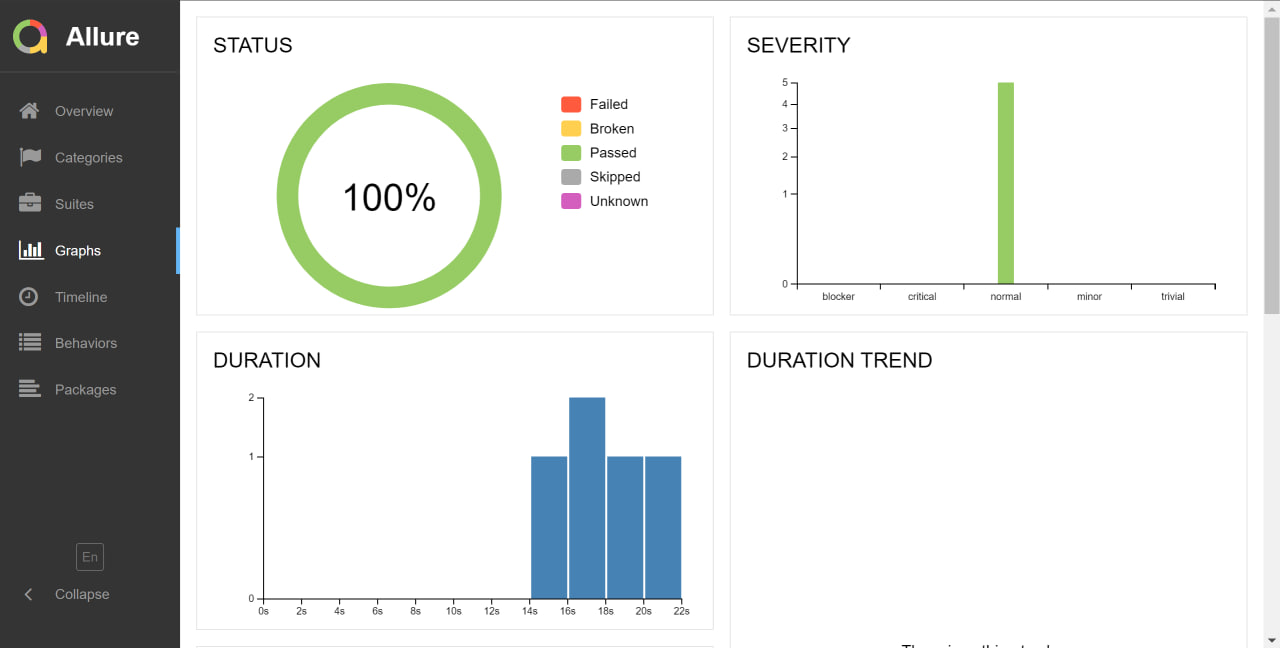 Allure
Overview
Categories
Suites
Graphs
Timeline
Behaviors
Packages
En
Collapse
STATUS
100%
Failed
Broken
Passed
Skipped
Unknown
SEVERITY
5
4
3
2
1
0
blocker critical normal minor trivial
DURATION
2
1
0
0s 2s 4s 6s 8s 10s 12s 14s 16s 18s 20s 22s
DURATION TREND